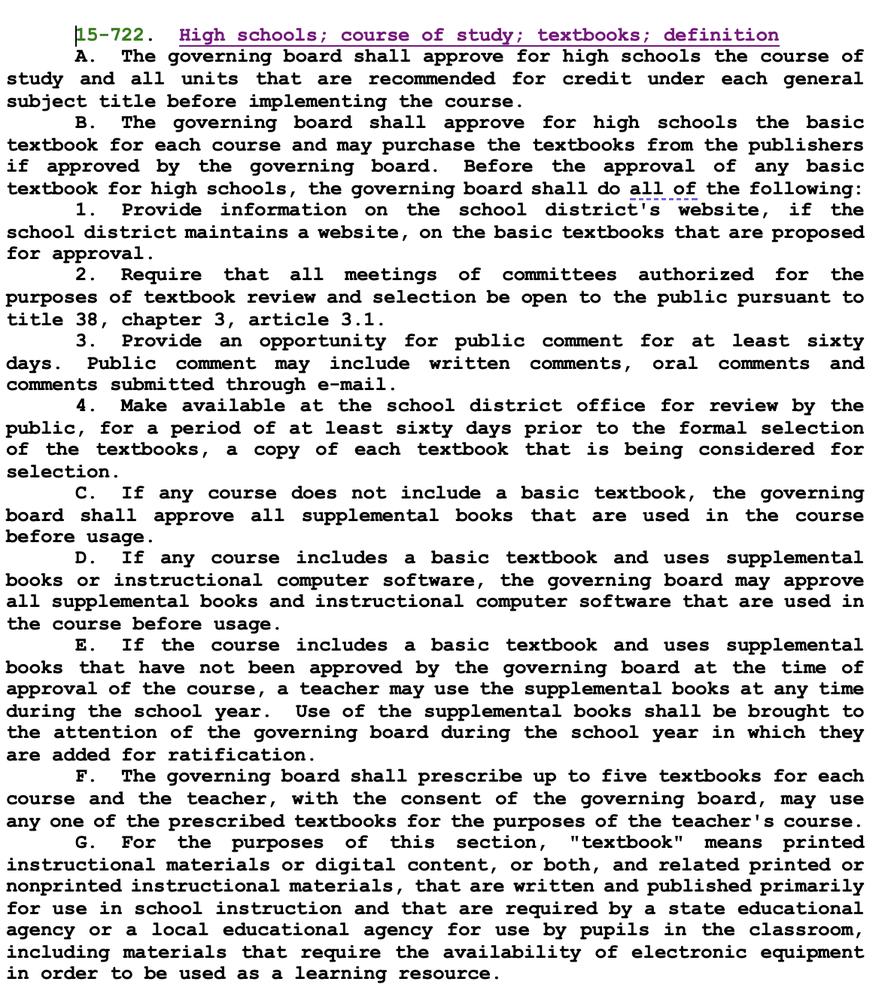 15-722.  High schools; course of study; textbooks; definition
A.  The governing board shall approve for high schools the course of
study and all units that are recommended for credit under each general
subject title before implementing the course.
B.  The governing board shall approve for high schools the basic
textbook for each course and may purchase the textbooks from the publishers
if approved by the governing board.  Before the approval of any basic
textbook for high schools, the governing board shall do all of the following:
1.  Provide information on the school district's website, if the
school district maintains a website, on the basic textbooks that are proposed
for approval.
2.  Require that all meetings of committees authorized for the
purposes of textbook review and selection be open to the public pursuant to
title 38, chapter 3, article 3.1.
3.  Provide an opportunity for public comment for at least sixty
days.  Public comment may include written comments, oral comments and
comments submitted through e-mail.
4.  Make available at the school district office for review by the
public, for a period of at least sixty days prior to the formal selection
of the textbooks, a copy of each textbook that is being considered for
selection.
C.  If any course does not include a basic textbook, the governing
board shall approve all supplemental books that are used in the course
before usage.
D.  If any course includes a basic textbook and uses supplemental
books or instructional computer software, the governing board may approve
all supplemental books and instructional computer software that are used in
the course before usage.
E.  If the course includes a basic textbook and uses supplemental
books that have not been approved by the governing board at the time of
approval of the course, a teacher may use the supplemental books at any time
during the school year.  Use of the supplemental books shall be brought to
the attention of the governing board during the school year in which they
are added for ratification.
F.  The governing board shall prescribe up to five textbooks for each
course and the teacher, with the consent of the governing board, may use
any one of the prescribed textbooks for the purposes of the teacher's course.
G.  For the purposes of this section, "textbook" means printed
instructional materials or digital content, or both, and related printed or
nonprinted instructional materials, that are written and published primarily
for use in school instruction and that are required by a state educational
agency or a local educational agency for use by pupils in the classroom,
including materials that require the availability of electronic equipment
in order to be used as a learning resource.